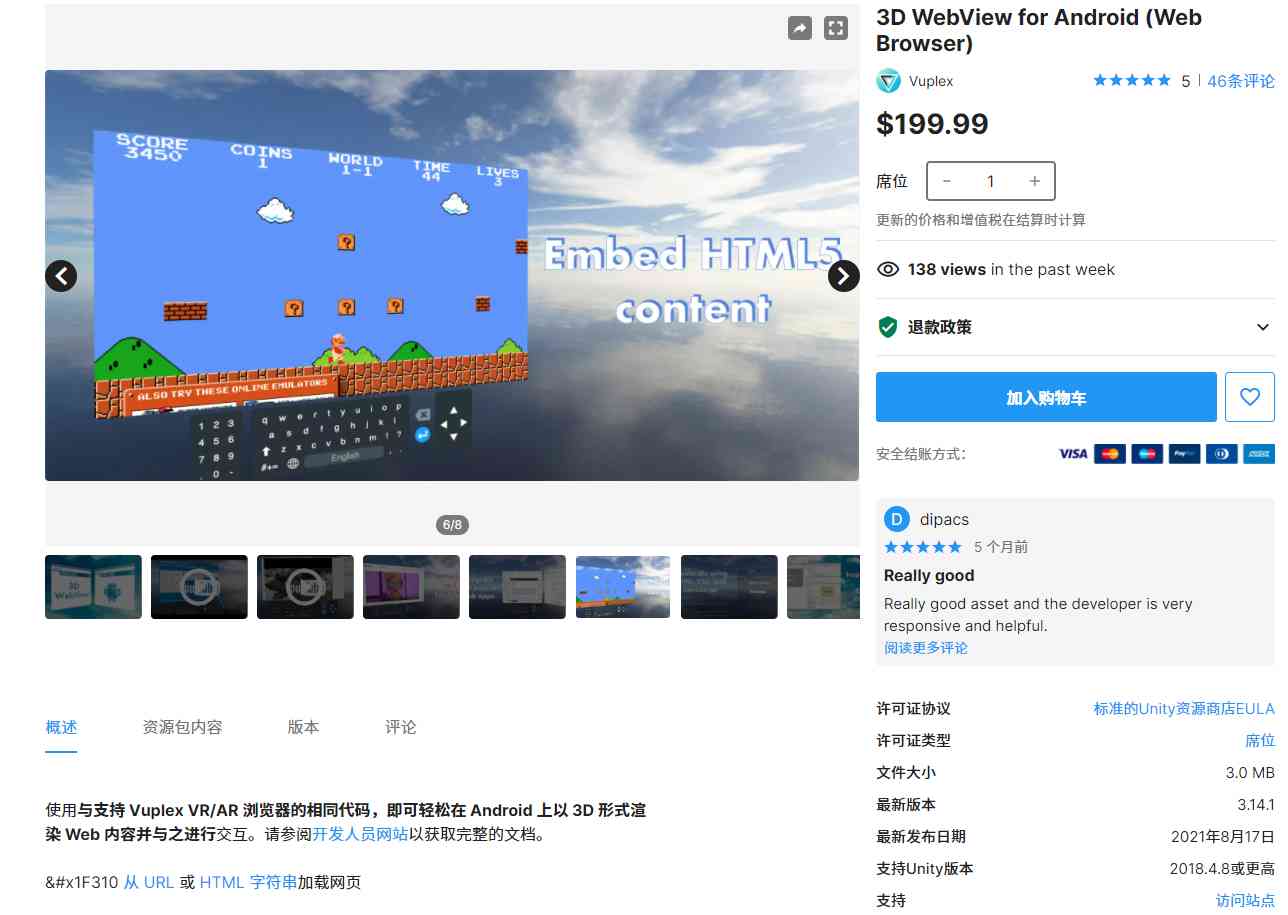 3D WebView for Android (Web
Browser)
Vuplex
5
46条评论
$199.99
席位
-
1
+
更新的价格和增值税在结算时计算
138 views in the past week
退款政策
加入购物车
安全结账方式：
VISA
PayPal
D
dipacs
5 个月前
Really good
Really good asset and the developer is very
responsive and helpful.
阅读更多评论
许可证协议
标准的Unity资源商店EULA
许可证类型
席位
文件大小
3.0 MB
最新版本
3.14.1
最新发布日期
2021年8月17日
支持Unity版本
2018.4.8或更高
支持
访问站点
SCORE
3450
COINS
1
WORLD
1-1
TIME
44
LIVES
3
?
?
?
?
Embed HTML5
content
ALSO TRY THESE ONLINE EMULATORS
1 2 3
4 5 6
7 8 9
. 0 -
q w e r t y u i o p
a s d f g h j k l
z x c v b n m ! ?
#+= English , .
6/8
3D
WebView
概述
资源包内容
版本
评论
使用与支持 Vuplex VR/AR 浏览器的相同代码，即可轻松在 Android 上以 3D 形式渲
染 Web 内容并与之进行交互。请参阅开发人员网站以获取完整的文档。
&#x1F310 从 URL 或 HTML 字符串加载网页